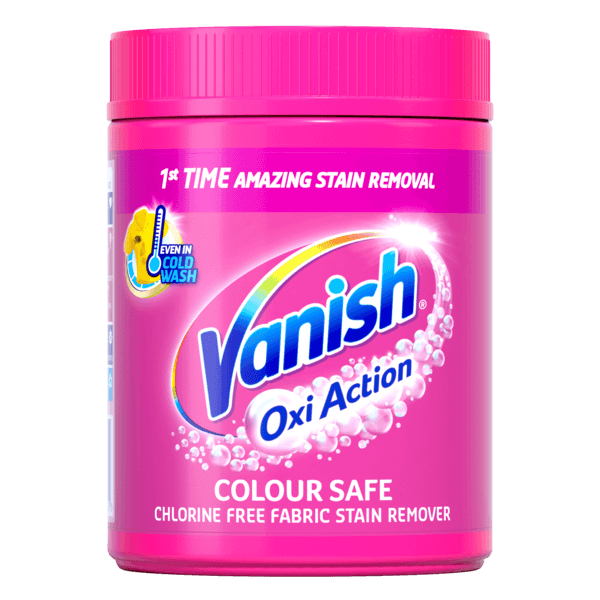 1st TIME AMAZING STAIN REMOVAL
EVEN IN
COLD
WASH
Vanish®
Oxi Action
COLOUR SAFE
CHLORINE FREE FABRIC STAIN REMOVER